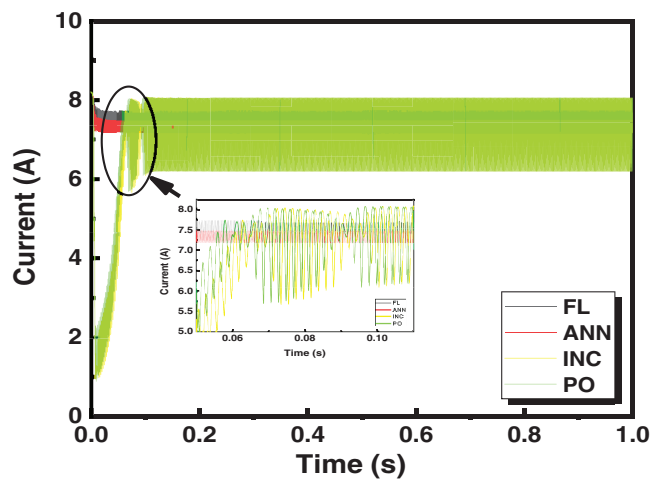 10
8
6
4
2
0
Current (A)
0.0 0.2 0.4 0.6 0.8 1.0
Time (s)
8.0
7.5
7.0
6.5
6.0
5.5
5.0
Current (A)
0.06 0.08 0.10
Time (s)
FL
ANN
INC
PO
FL
ANN
INC
PO